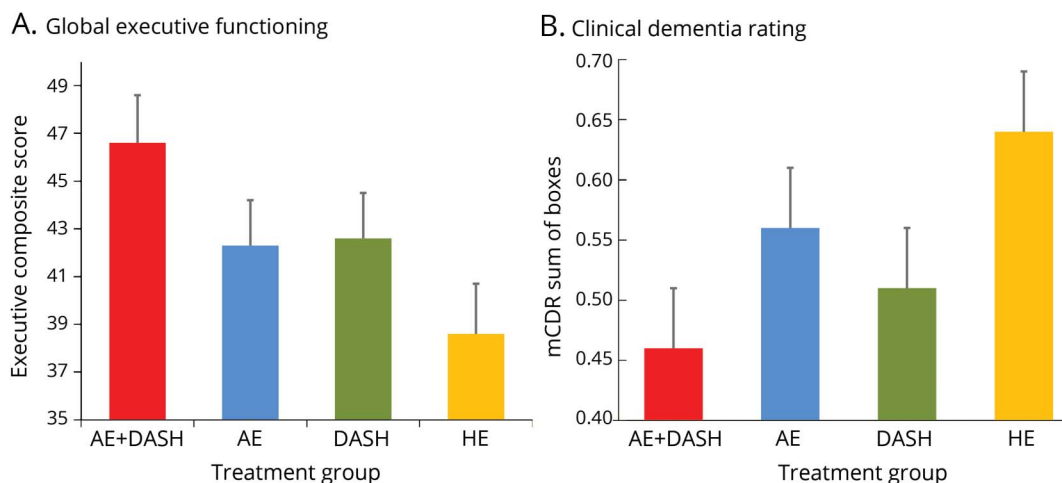 A. Global executive functioning
Executive composite score
49
47
45
43
41
39
37
35
AE+DASH AE DASH HE
Treatment group
B. Clinical dementia rating
mCDR sum of boxes
0.70
0.65
0.60
0.55
0.50
0.45
0.40
AE+DASH AE DASH HE
Treatment group